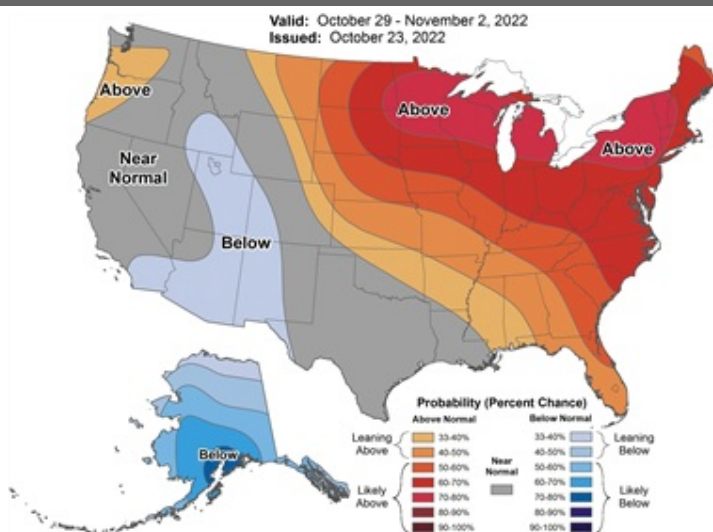 Valid: October 29 - November 2, 2022
Issued: October 23, 2022
Above
Above
Above
Near
Normal
Below
Below
Probability (Percent Chance)
Above Normal
Below Normal
Leaning
Above
33-40%
40-50%
Likely
Above
50-60%
60-70%
70-80%
80-90%
90-100%
Near
Normal
33-40%
40-50%
Leaning
Below
50-60%
60-70%
70-80%
80-90%
90-100%
Likely
Below